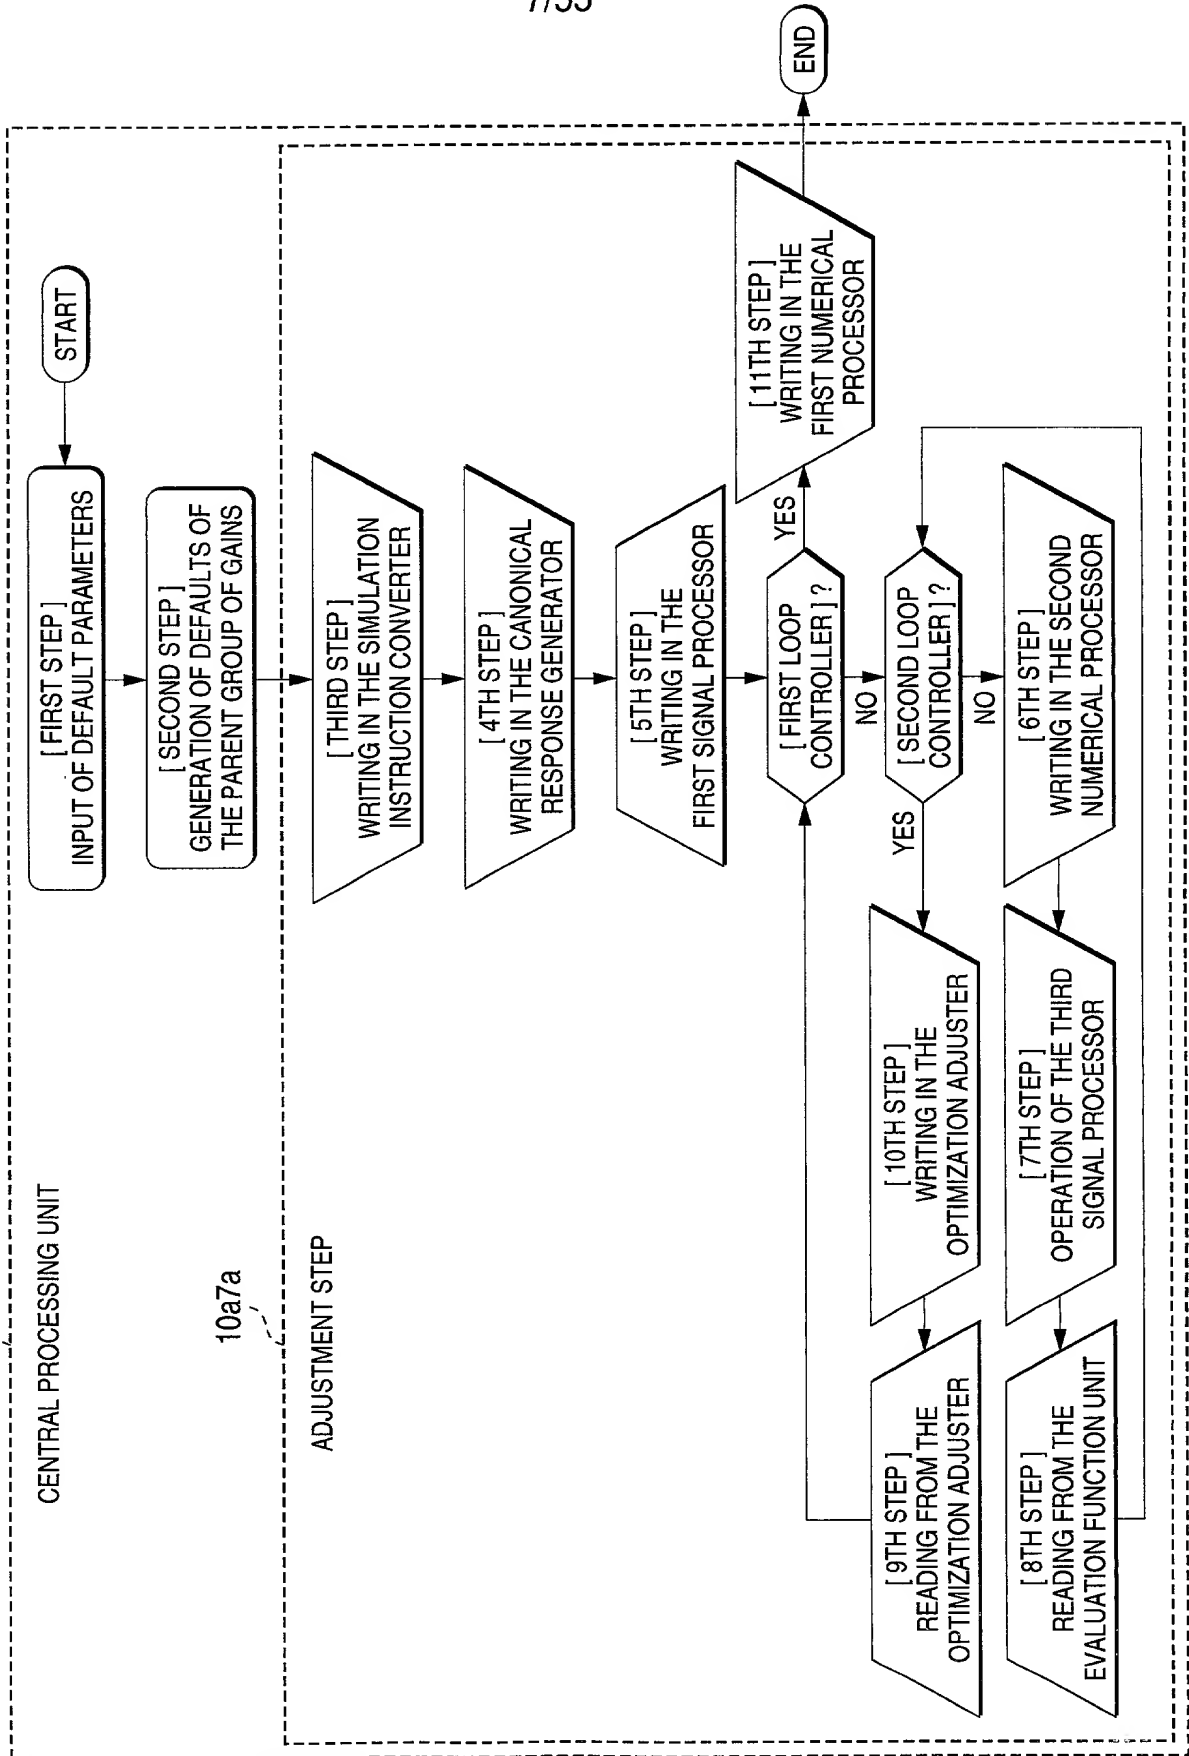 7/55
CENTRAL PROCESSING UNIT
START
[ FIRST STEP ]
INPUT OF DEFAULT PARAMETERS
[ SECOND STEP ]
GENERATION OF DEFAULTS OF
THE PARENT GROUP OF GAINS
10a7a
ADJUSTMENT STEP
[ THIRD STEP ]
WRITING IN THE SIMULATION
INSTRUCTION CONVERTER
[ 4TH STEP ]
WRITING IN THE CANONICAL
RESPONSE GENERATOR
[ 5TH STEP ]
WRITING IN THE
FIRST SIGNAL PROCESSOR
[ FIRST LOOP
CONTROLLER ] ?
YES
[ 11TH STEP ]
WRITING IN THE
FIRST NUMERICAL
PROCESSOR
END
NO
[ SECOND LOOP
CONTROLLER ] ?
YES
[ 10TH STEP ]
WRITING IN THE
OPTIMIZATION ADJUSTER
[ 9TH STEP ]
READING FROM THE
OPTIMIZATION ADJUSTER
NO
[ 6TH STEP ]
WRITING IN THE SECOND
NUMERICAL PROCESSOR
[ 7TH STEP ]
OPERATION OF THE THIRD
SIGNAL PROCESSOR
[ 8TH STEP ]
READING FROM THE
EVALUATION FUNCTION UNIT